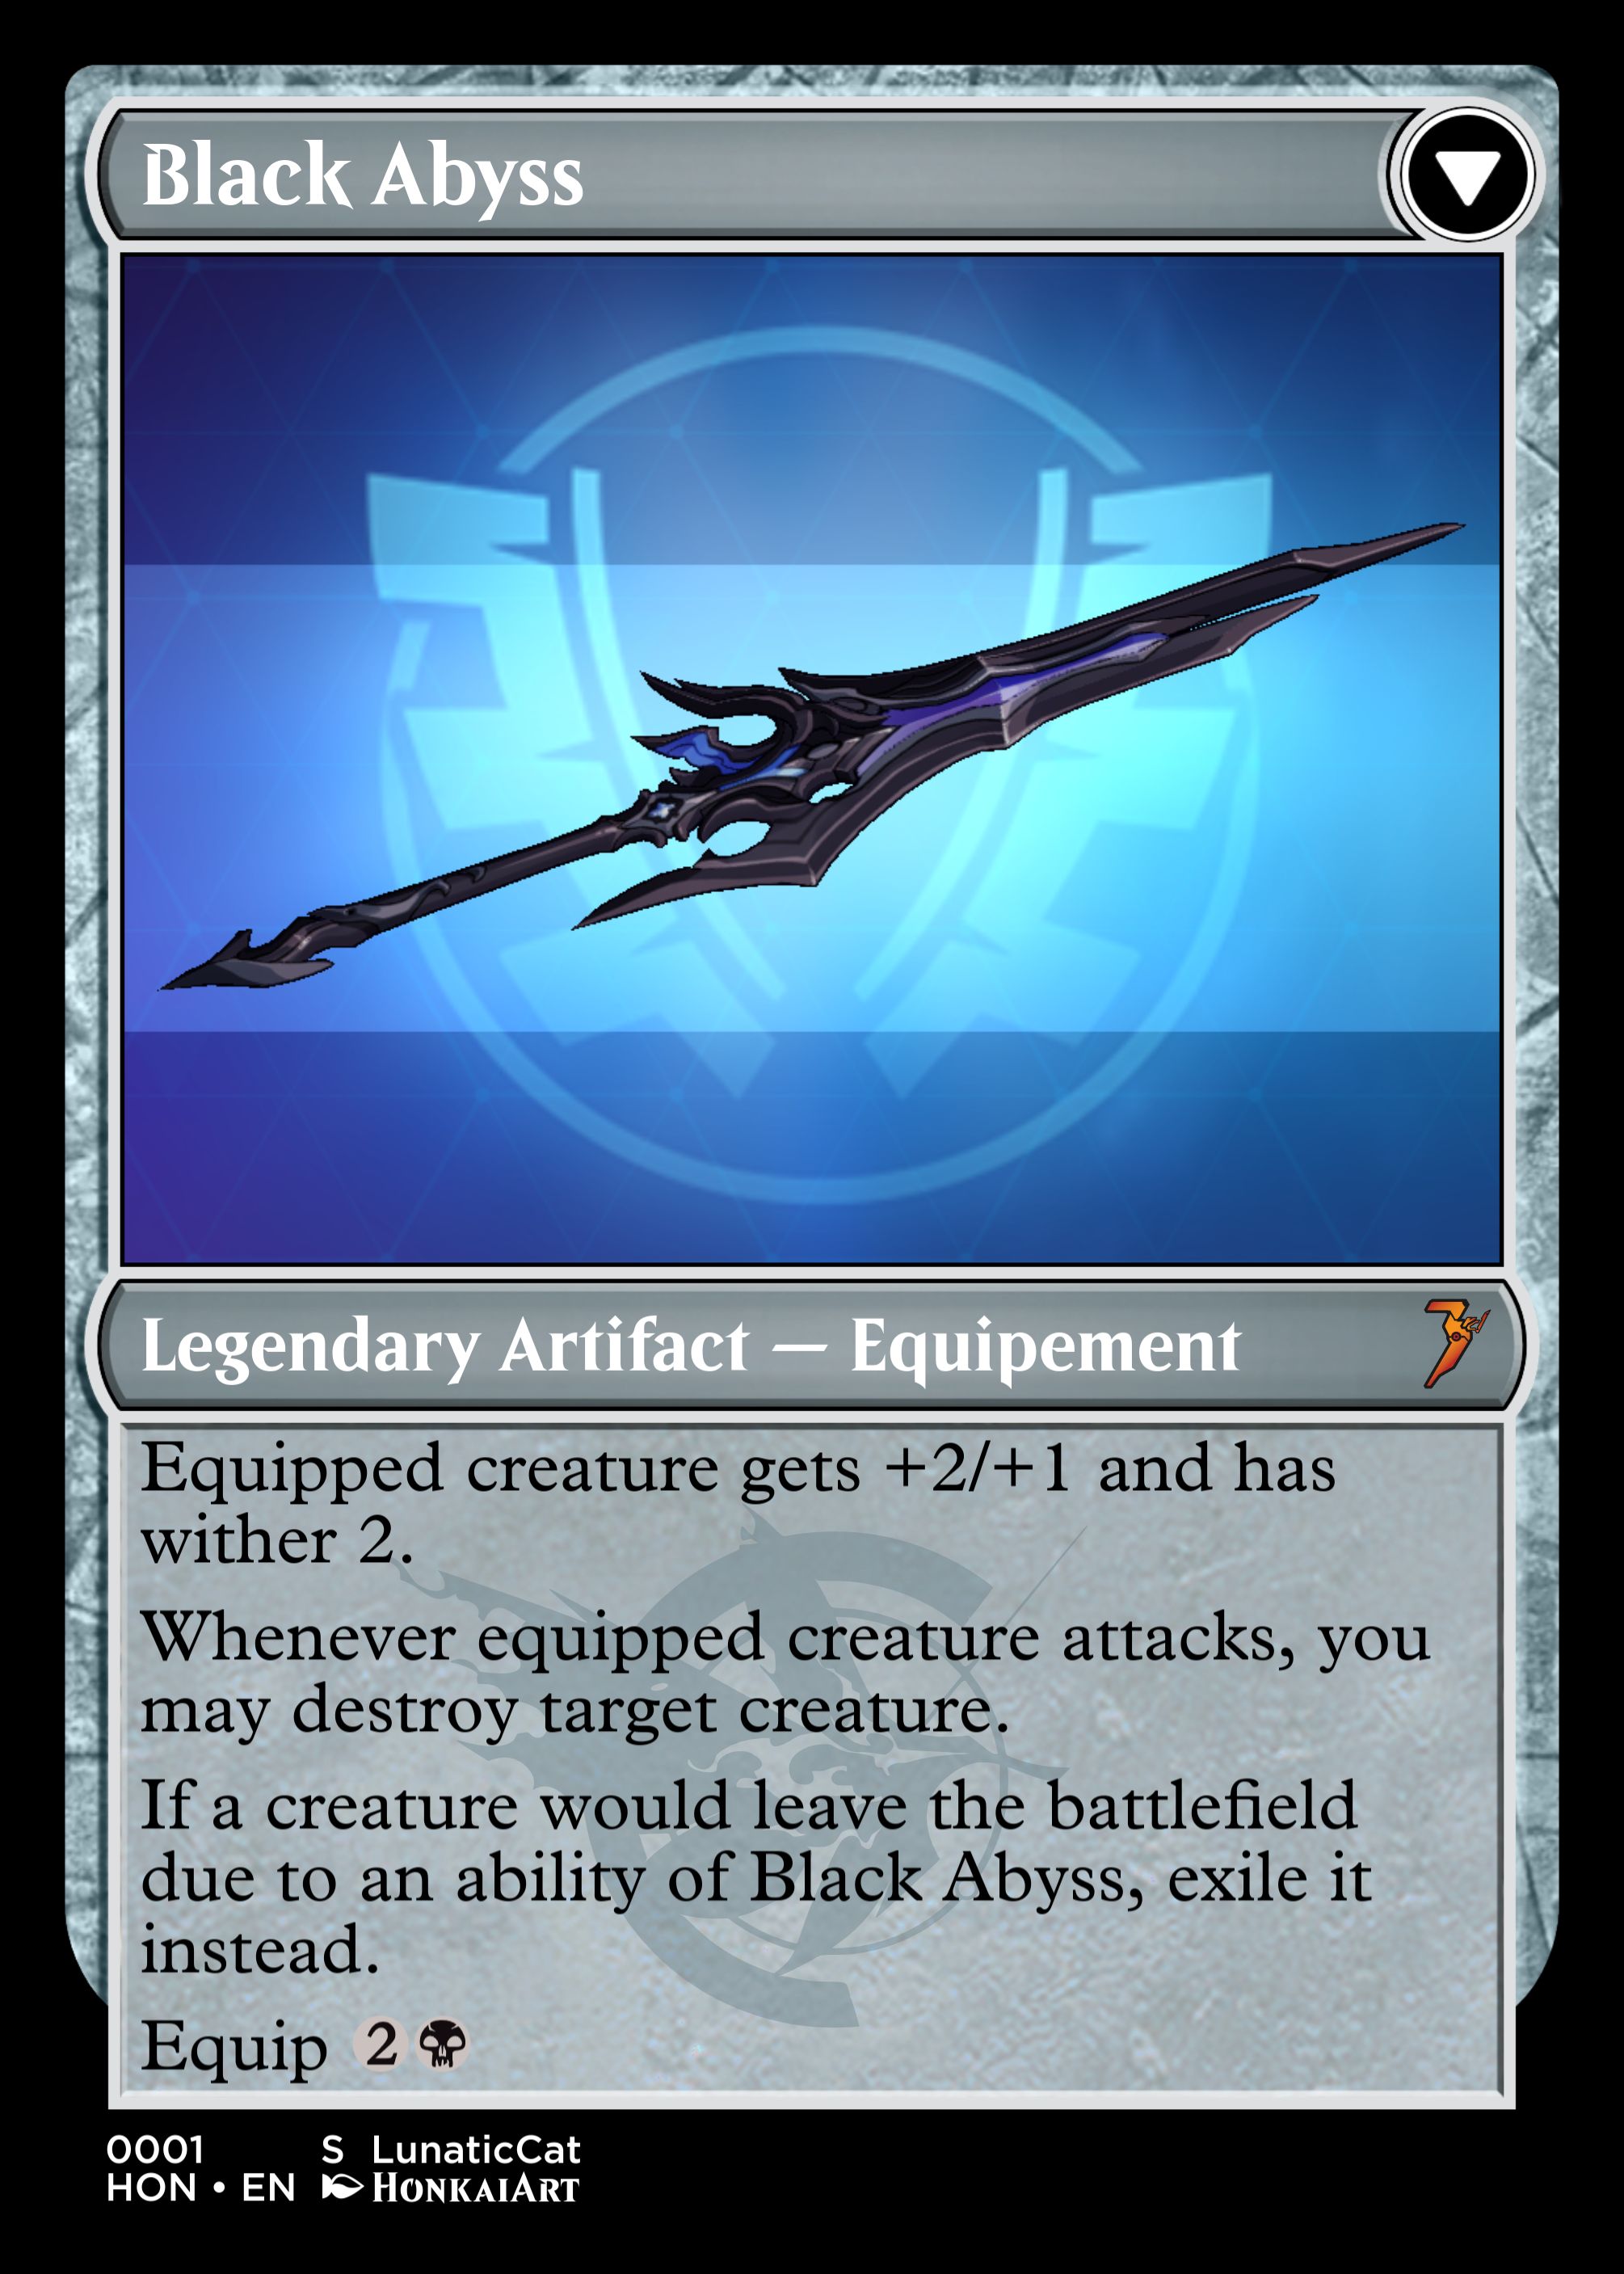 Black Abyss
Legendary Artifact — Equipement
Equipped creature gets +2/+1 and has
wither 2.
Whenever equipped creature attacks, you
may destroy target creature.
If a creature would leave the battlefield
due to an ability of Black Abyss, exile it
instead.
Equip 2
0001 S LunaticCat
HON • EN HonkaiArt